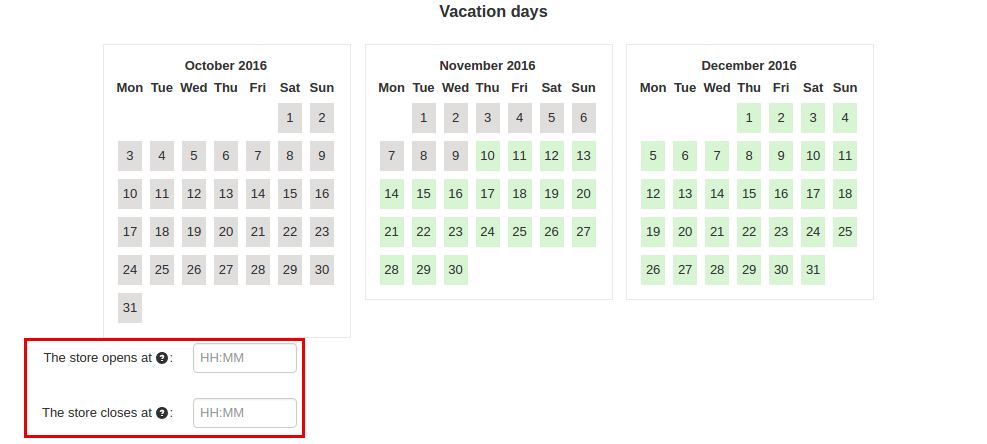 Vacation days
October 2016
Mon Tue Wed Thu Fri Sat Sun
1 2
3 4 5 6 7 8 9
10 11 12 13 14 15 16
17 18 19 20 21 22 23
24 25 26 27 28 29 30
31
November 2016
Mon Tue Wed Thu Fri Sat Sun
1 2 3 4 5 6
7 8 9 10 11 12 13
14 15 16 17 18 19 20
21 22 23 24 25 26 27
28 29 30
December 2016
Mon Tue Wed Thu Fri Sat Sun
1 2 3 4
5 6 7 8 9 10 11
12 13 14 15 16 17 18
19 20 21 22 23 24 25
26 27 28 29 30 31
The store opens at ?: HH:MM
The store closes at ?: HH:MM